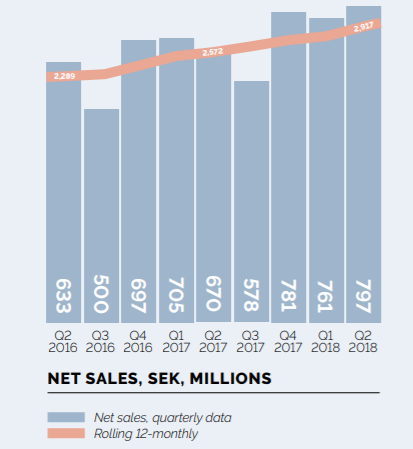 2,289
2,572
2,917
633
500
697
705
670
578
781
761
797
Q2 Q3 Q4 Q1 Q2 Q3 Q4 Q1 Q2
2016 2016 2016 2017 2017 2017 2017 2018 2018
NET SALES, SEK, MILLIONS
Net sales, quarterly data
Rolling 12-monthly